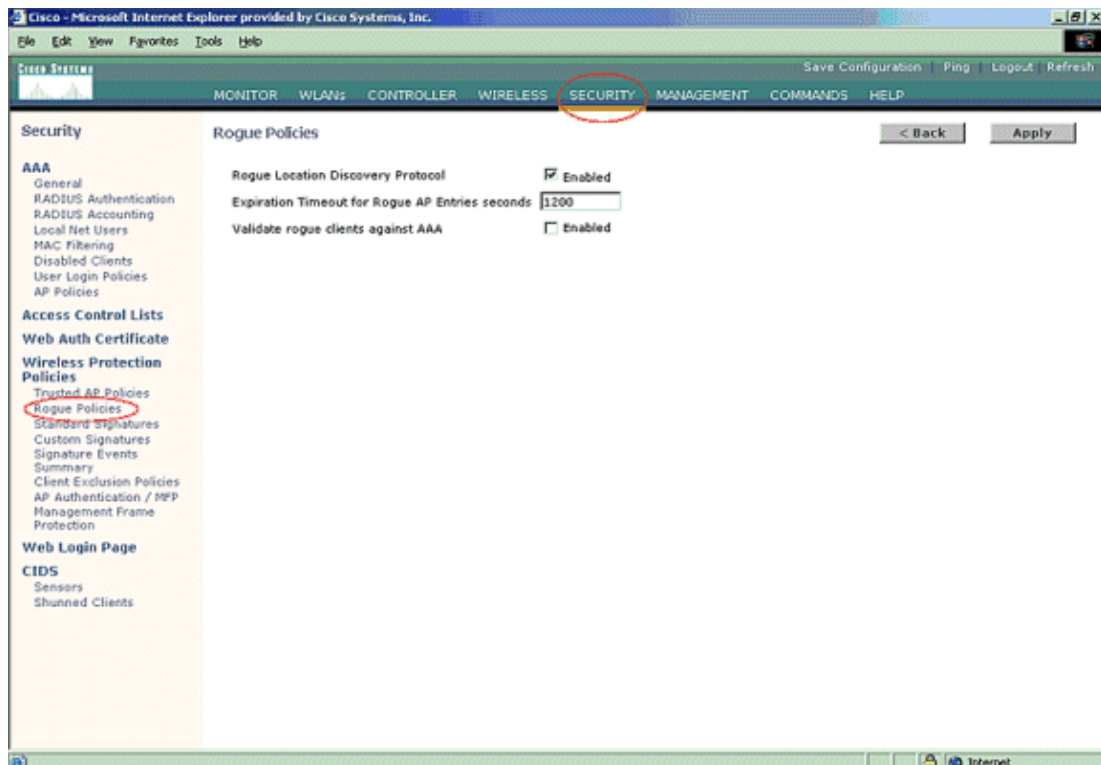 Cisco - Microsoft Internet Explorer provided by Cisco Systems, Inc.
File Edit View Favorites Tools Help
Cisco Systems
Save Configuration | Ping | Logout | Refresh
MONITOR WLANs CONTROLLER WIRELESS SECURITY MANAGEMENT COMMANDS HELP
Security
AAA
General
RADIUS Authentication
RADIUS Accounting
Local Net Users
MAC Filtering
Disabled Clients
User Login Policies
AP Policies
Access Control Lists
Web Auth Certificate
Wireless Protection
Policies
Trusted AP Policies
Rogue Policies
Standard Signatures
Custom Signatures
Signature Events
Summary
Client Exclusion Policies
AP Authentication / MFP
Management Frame
Protection
Web Login Page
CIDS
Sensors
Shunned Clients
Rogue Policies
< Back Apply
Rogue Location Discovery Protocol Enabled
Expiration Timeout for Rogue AP Entries seconds 1200
Validate rogue clients against AAA Enabled
Internet